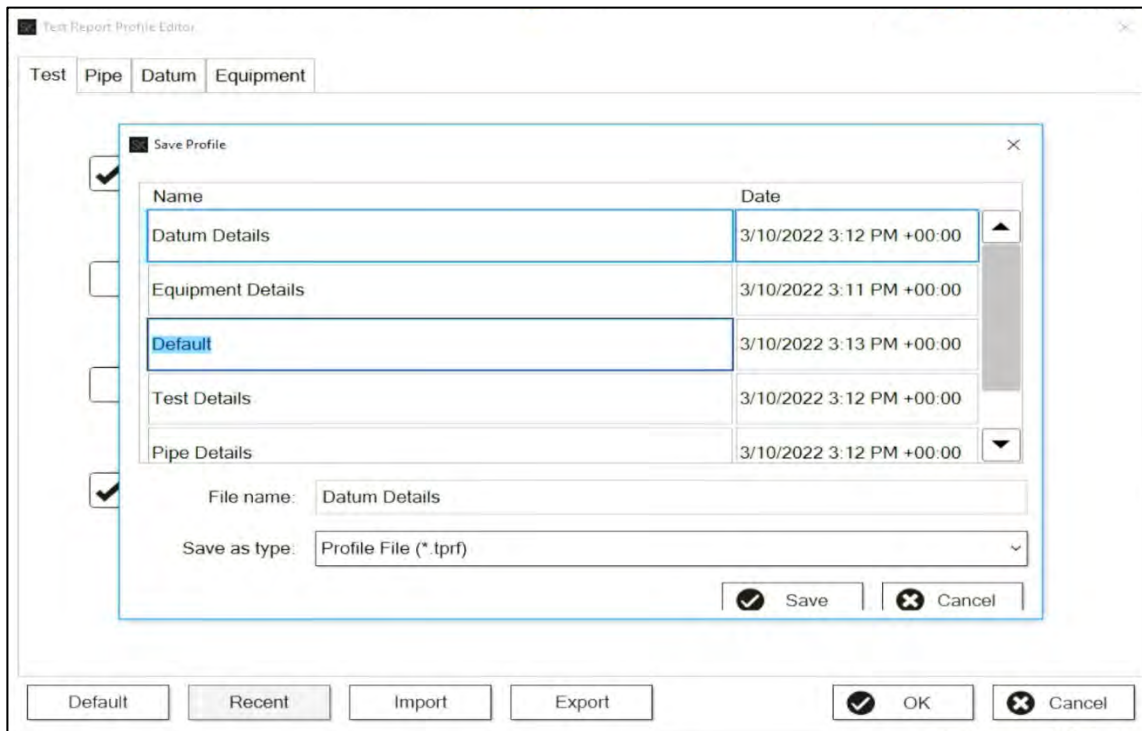 SK Test Report Profile Editor
Test Pipe Datum Equipment
SK Save Profile
Name Date
Datum Details 3/10/2022 3:12 PM +00:00
Equipment Details 3/10/2022 3:11 PM +00:00
Default 3/10/2022 3:13 PM +00:00
Test Details 3/10/2022 3:12 PM +00:00
Pipe Details 3/10/2022 3:12 PM +00:00
File name: Datum Details
Save as type: Profile File (*.tprf)
Save Cancel
Default Recent Import Export OK Cancel